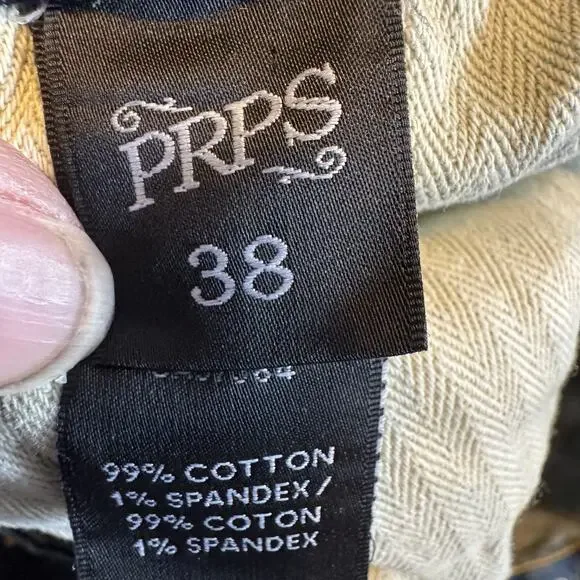 PRPS
38
99% COTTON
1% SPANDEX/
99% COTON
1% SPANDEX